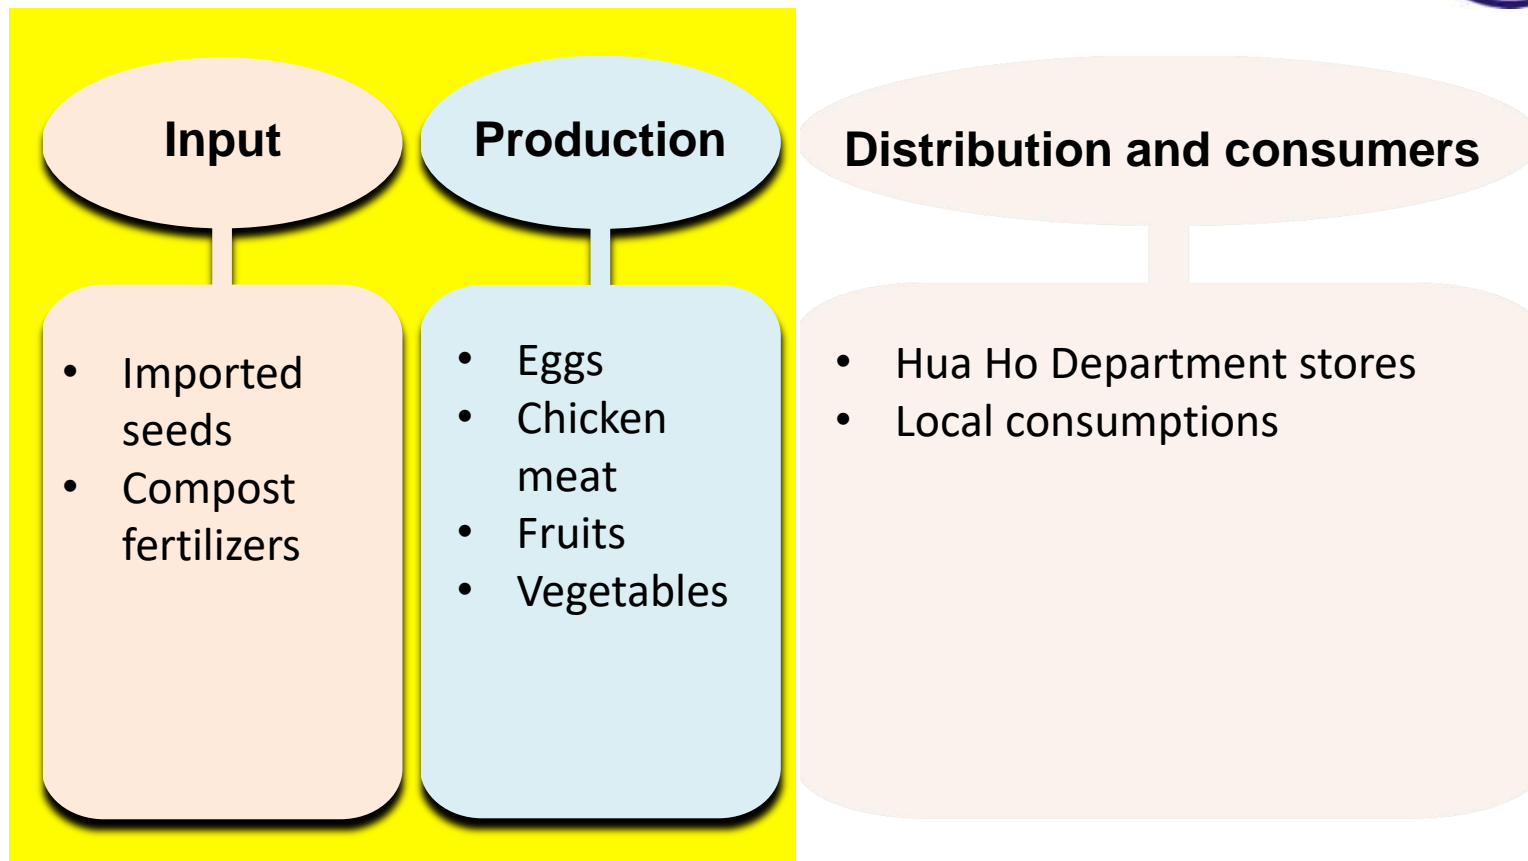 Input
Production
Distribution and consumers
• Imported
seeds
• Compost
fertilizers
• Eggs
• Chicken
meat
• Fruits
• Vegetables
• Hua Ho Department stores
• Local consumptions